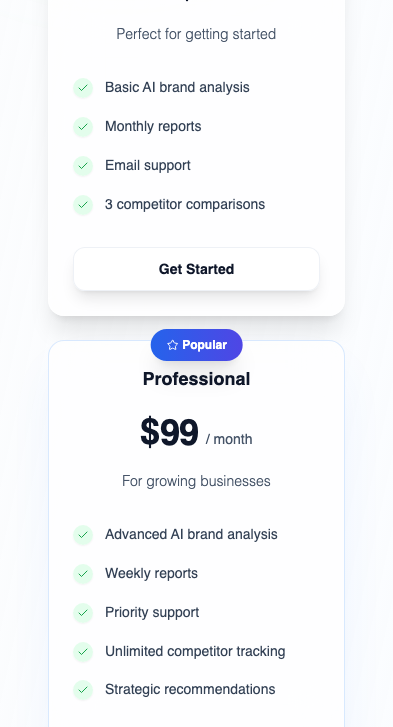 Perfect for getting started
Basic AI brand analysis
Monthly reports
Email support
3 competitor comparisons
Get Started
Popular
Professional
$99 / month
For growing businesses
Advanced AI brand analysis
Weekly reports
Priority support
Unlimited competitor tracking
Strategic recommendations